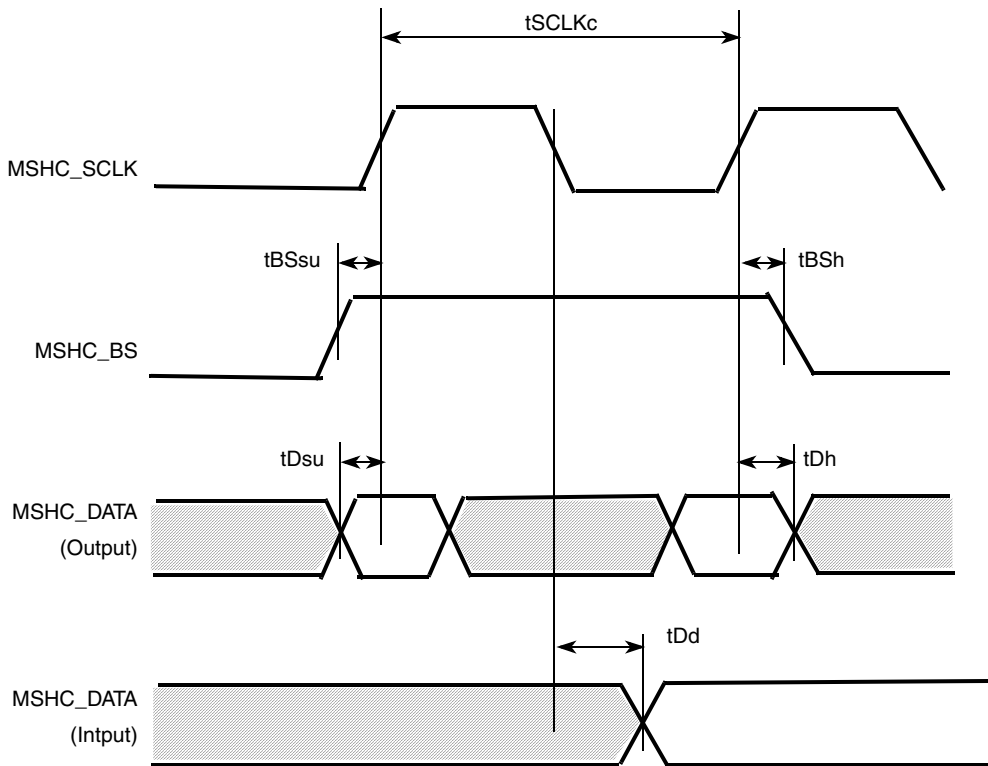 tSCLKc
MSHC_SCLK
tBSsu
tBSh
MSHC_BS
tDsu
tDh
MSHC_DATA
(Output)
tDd
MSHC_DATA
(Intput)